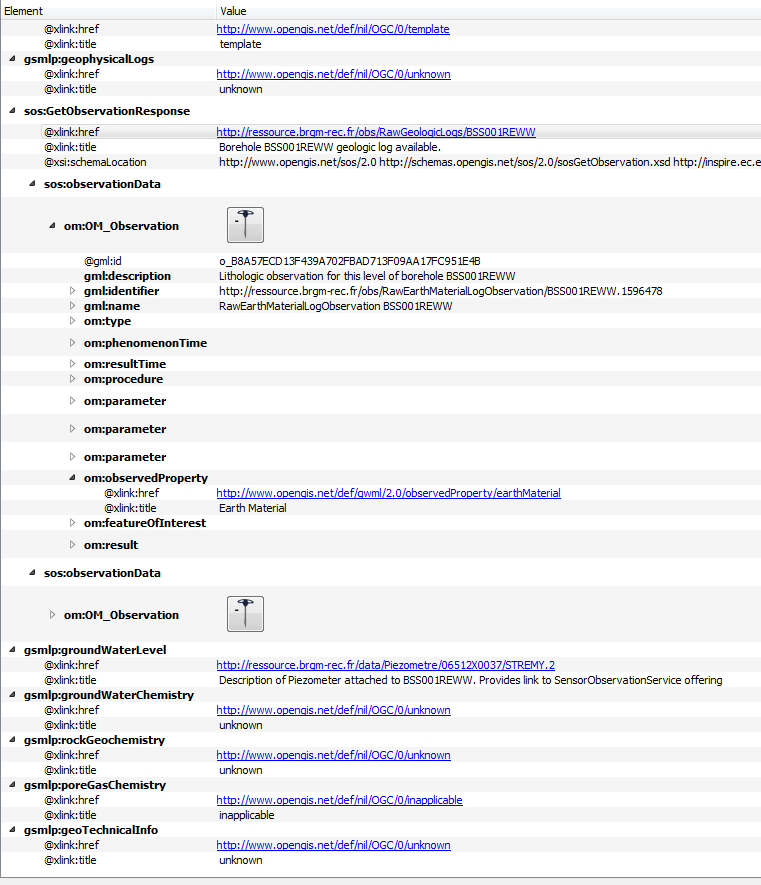 Element Value
@xlink:href http://www.opengis.net/def/nil/OGC/0/template
@xlink:title template
gsmlp:geophysicalLogs
@xlink:href http://www.opengis.net/def/nil/OGC/0/unknown
@xlink:title unknown
sos:GetObservationResponse
@xlink:href http://ressource.brgm-rec.fr/obs/RawGeologicLogs/BSS001REWW
@xlink:title Borehole BSS001REWW geologic log available.
@xsi:schemaLocation http://www.opengis.net/sos/2.0 http://schemas.opengis.net/sos/2.0/sosGetObservation.xsd http://inspire.ec.e
sos:observationData
om:OM_Observation
@gml:id o_B8A57ECD13F439A702FBAD713F09AA17FC951E4B
gml:description Lithologic observation for this level of borehole BSS001REWW
gml:identifier http://ressource.brgm-rec.fr/obs/RawEarthMaterialLogObservation/BSS001REWW.1596478
gml:name RawEarthMaterialLogObservation BSS001REWW
om:type
om:phenomenonTime
om:resultTime
om:procedure
om:parameter
om:parameter
om:parameter
om:observedProperty
@xlink:href http://www.opengis.net/def/gwml/2.0/observedProperty/earthMaterial
@xlink:title Earth Material
om:featureOfInterest
om:result
sos:observationData
om:OM_Observation
gsmlp:groundWaterLevel
@xlink:href http://ressource.brgm-rec.fr/data/Piezometre/06512X0037/STREMY.2
@xlink:title Description of Piezometer attached to BSS001REWW. Provides link to SensorObservationService offering
gsmlp:groundWaterChemistry
@xlink:href http://www.opengis.net/def/nil/OGC/0/unknown
@xlink:title unknown
gsmlp:rockGeochemistry
@xlink:href http://www.opengis.net/def/nil/OGC/0/unknown
@xlink:title unknown
gsmlp:poreGasChemistry
@xlink:href http://www.opengis.net/def/nil/OGC/0/inapplicable
@xlink:title inapplicable
gsmlp:geoTechnicalInfo
@xlink:href http://www.opengis.net/def/nil/OGC/0/unknown
@xlink:title unknown